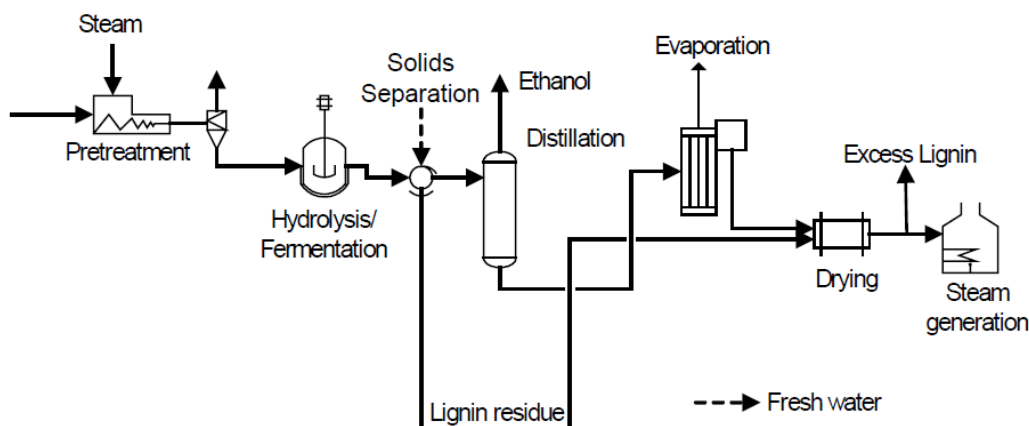 Steam
Pretreatment
Hydrolysis/
Fermentation
Solids
Separation
Ethanol
Distillation
Evaporation
Excess Lignin
Drying
Steam
generation
Lignin residue
Fresh water